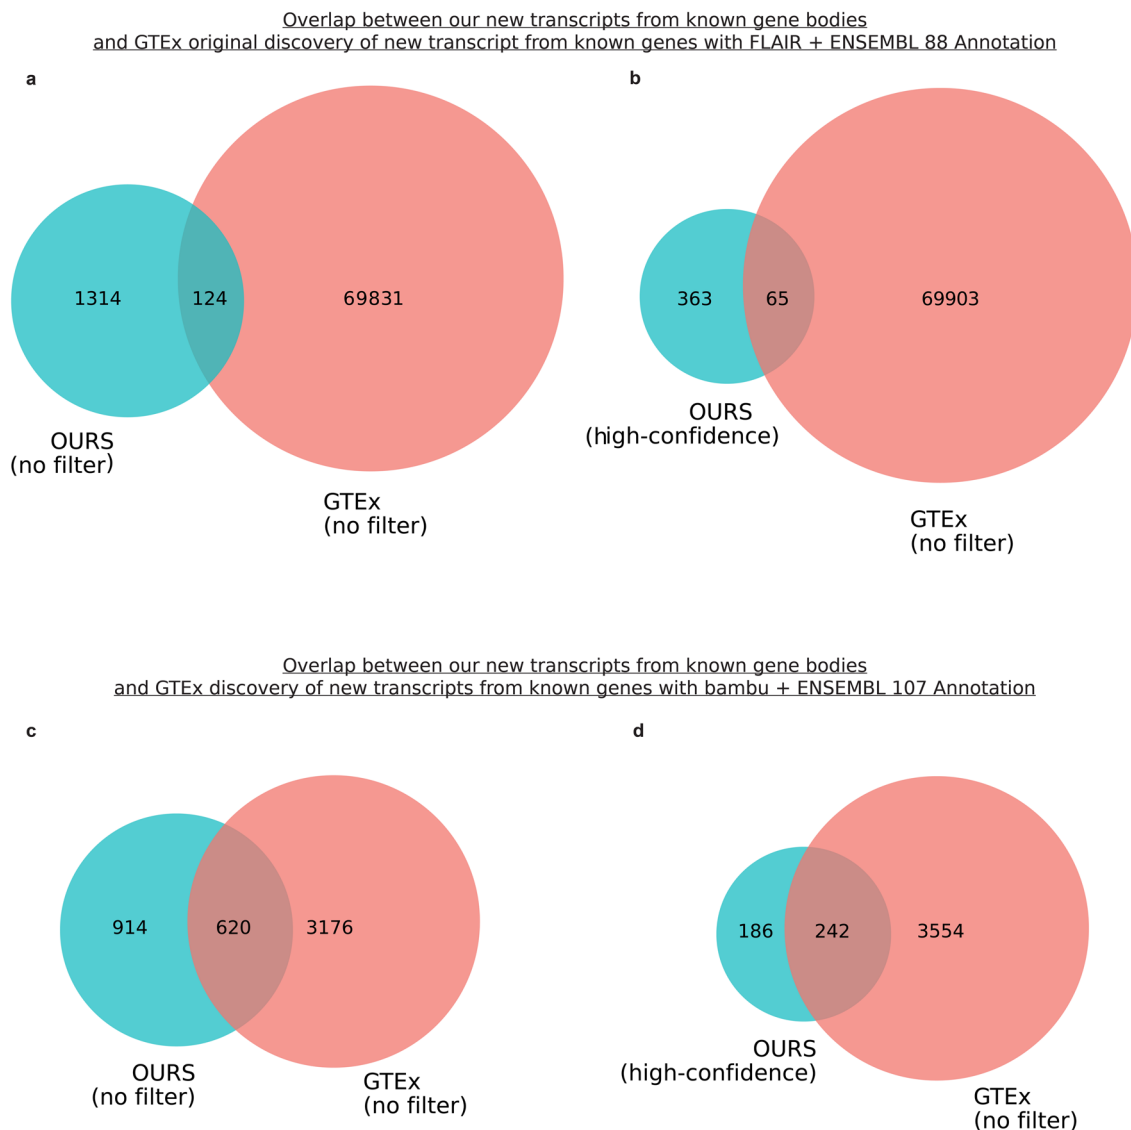 Overlap between our new transcripts from known gene bodies
and GTEx original discovery of new transcript from known genes with FLAIR + ENSEMBL 88 Annotation
a
b
1314
124
69831
363
65
69903
OURS
(no filter)
OURS
(high-confidence)
GTEx
(no filter)
GTEx
(no filter)
Overlap between our new transcripts from known gene bodies
and GTEx discovery of new transcripts from known genes with bambu + ENSEMBL 107 Annotation
c
d
914
620
3176
186
242
3554
OURS
(no filter)
GTEx
(no filter)
OURS
(high-confidence)
GTEx
(no filter)